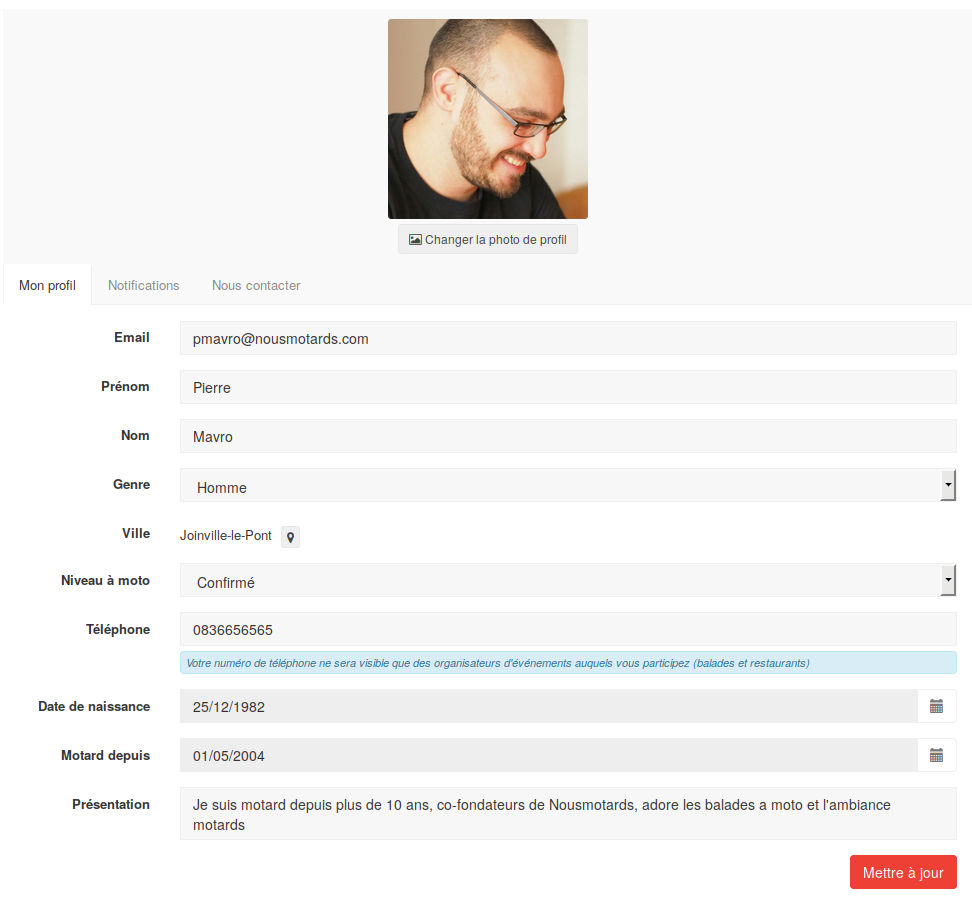 Changer la photo de profil
Mon profil Notifications Nous contacter
Email pmavro@nousmotards.com
Prénom Pierre
Nom Mavro
Genre Homme
Ville Joinville-le-Pont
Niveau à moto Confirmé
Téléphone 0836656565
Votre numéro de téléphone ne sera visible que des organisateurs d'événements auquels vous participez (balades et restaurants)
Date de naissance 25/12/1982
Motard depuis 01/05/2004
Présentation Je suis motard depuis plus de 10 ans, co-fondateurs de Nousmotards, adore les balades a moto et l'ambiance
motards
Mettre à jour